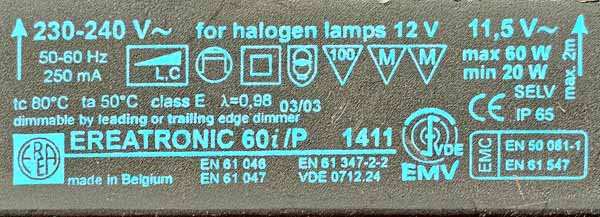 230-240 V~ for halogen lamps 12 V 11,5 V~
50-60 Hz
250 mA
L,C
100 M M
max 60 W
min 20 W
max. 2m
tc 80°C ta 50°C class E λ=0,98 03/03
SELV
IP 65
CE
dimmable by leading or trailing edge dimmer
EREATRONIC 60i/P 1411
EREA
made in Belgium
EN 61 046
EN 61 047
EN 61 347-2-2
VDE 0712.24
VDE
EMV
EMC
EN 50 081-1
EN 61 547